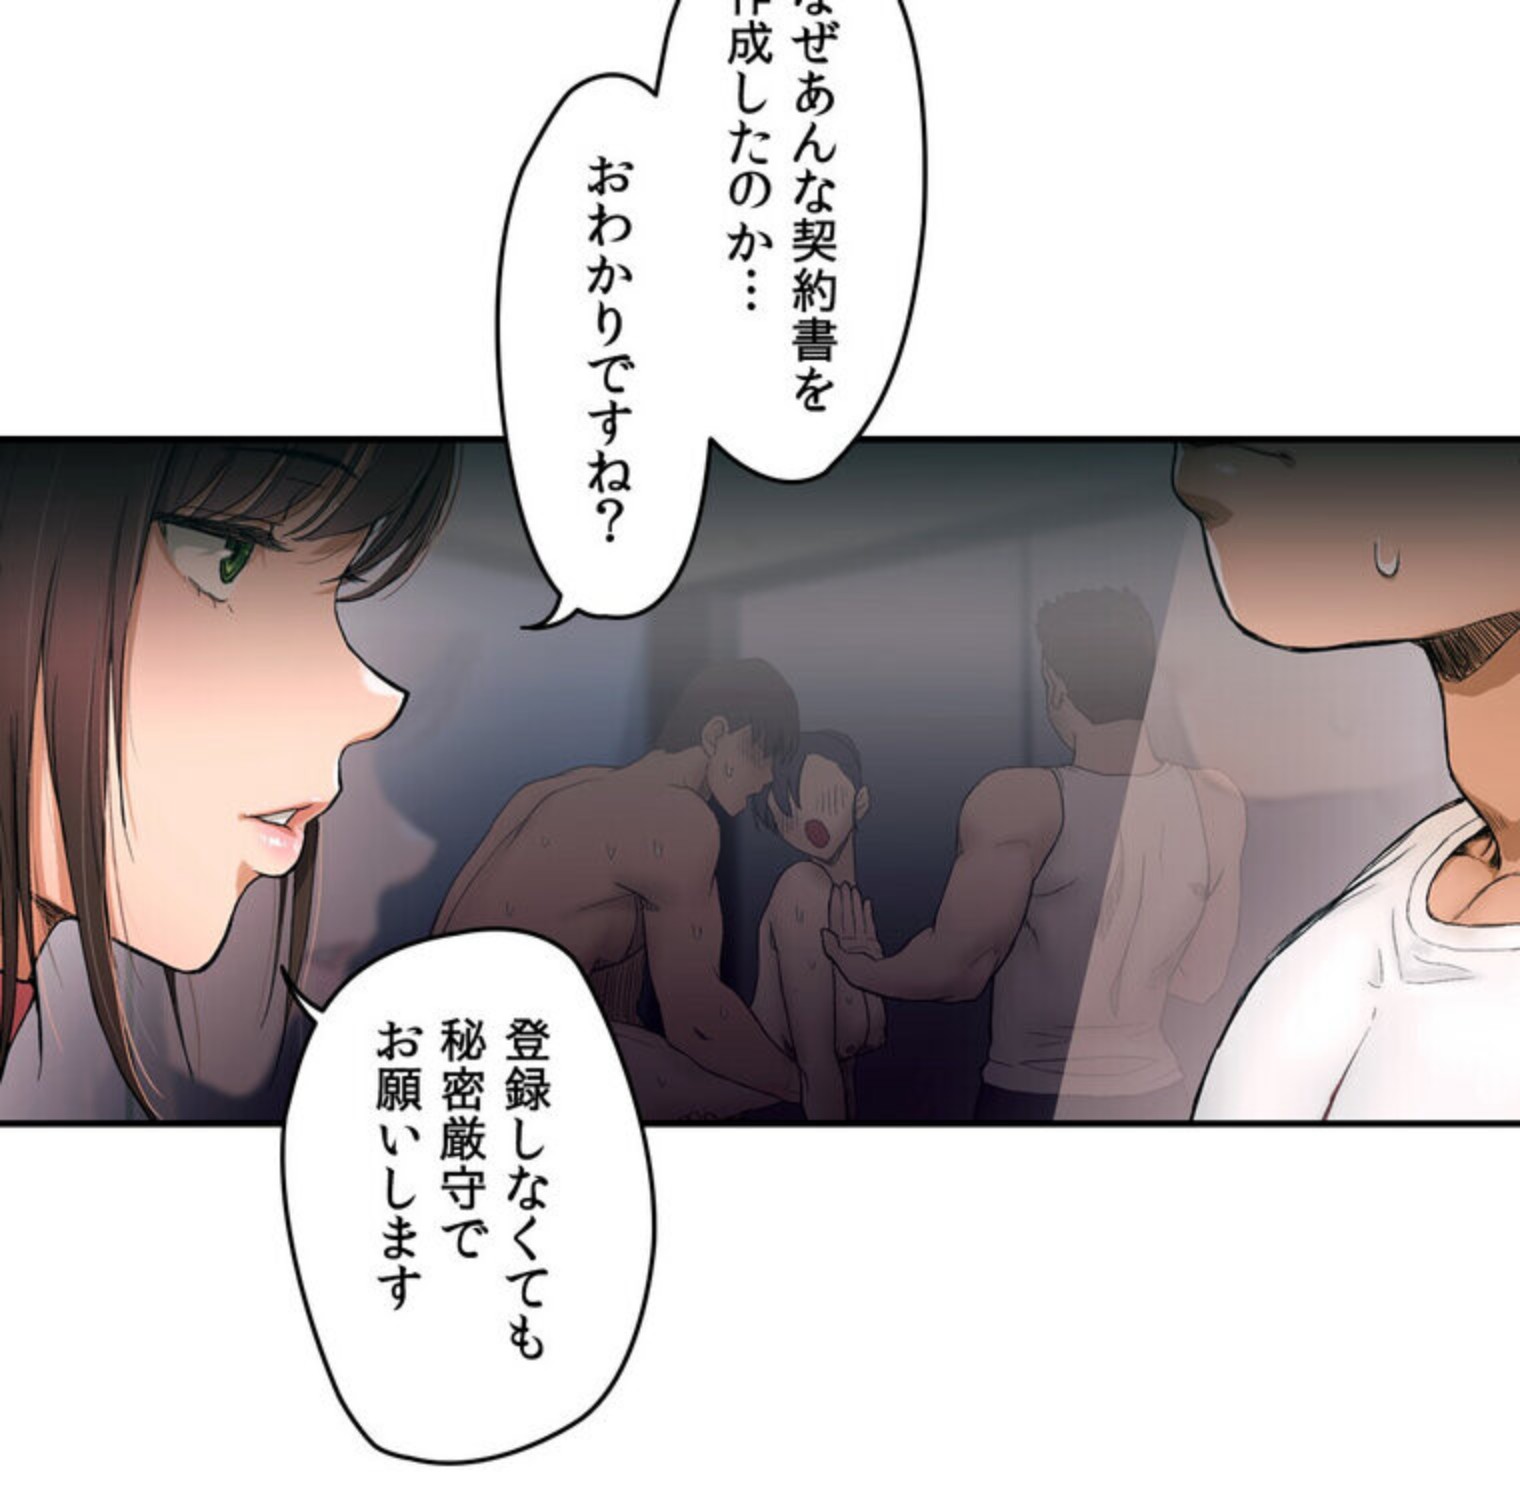 なぜあんな契約書を
作成したのか…
おわかりですね?
登録しなくても
秘密厳守で
お願いします